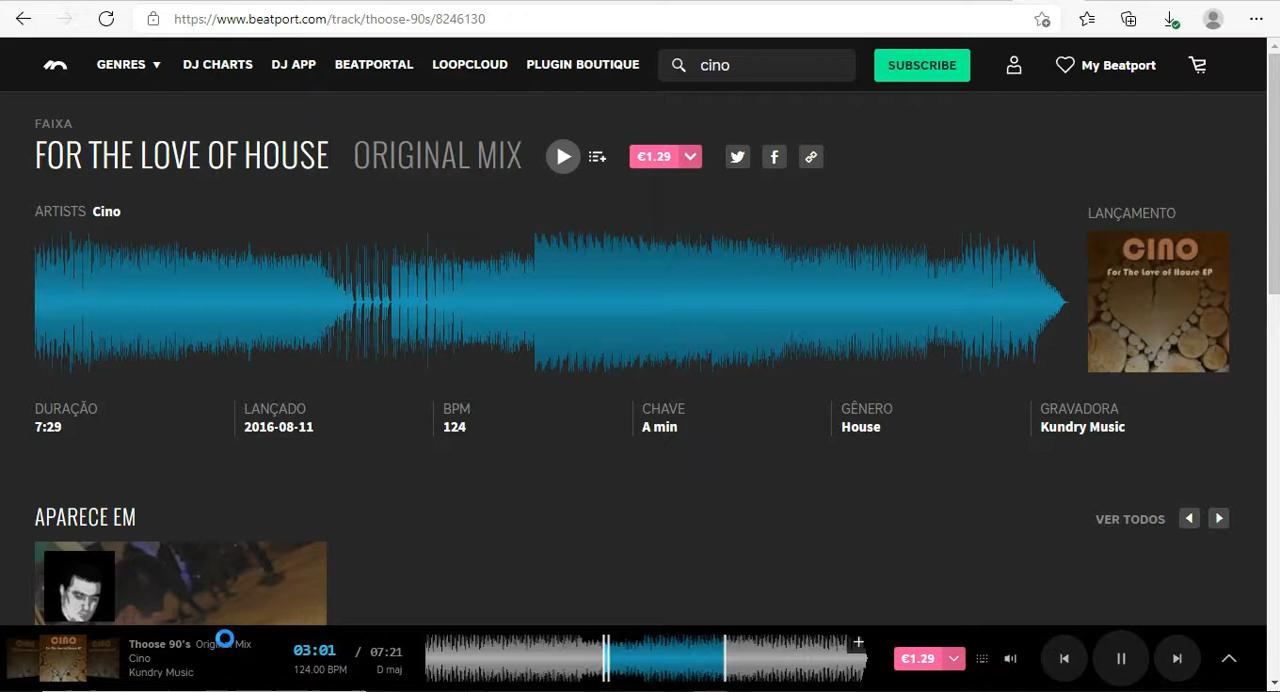 https://www.beatport.com/track/thoose-90s/8246130
GENRES DJ CHARTS DJ APP BEATPORTAL LOOPCLOUD PLUGIN BOUTIQUE cino SUBSCRIBE My Beatport
FAIXA
FOR THE LOVE OF HOUSE ORIGINAL MIX €1.29
ARTISTS Cino
LANÇAMENTO
CINO
For The Love of House EP
DURAÇÃO LANÇADO BPM CHAVE GÊNERO GRAVADORA
7:29 2016-08-11 124 A min House Kundry Music
APARECE EM VER TODOS
CINO
Thoose 90's Original Mix
Cino
Kundry Music
03:01 / 07:21
124.00 BPM D maj
€1.29